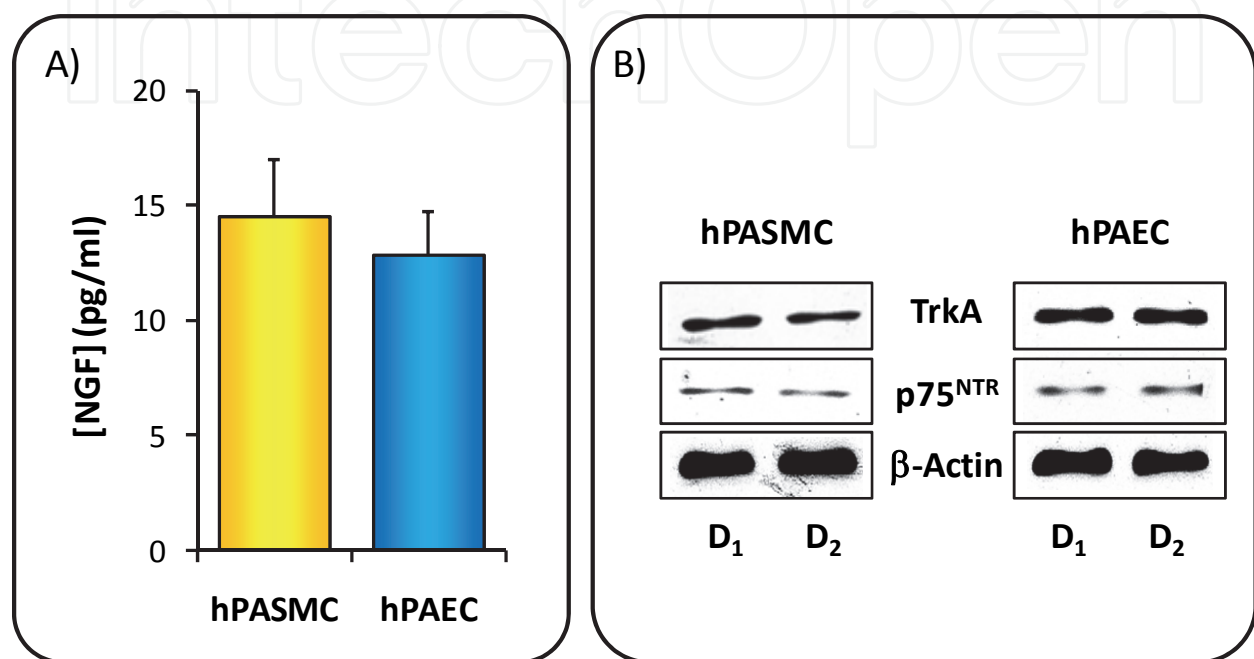 IntechOpen
A)
20
15
10
5
0
[NGF] (pg/ml)
hPASMC
hPAEC
B)
hPASMC
hPAEC
TrkA
p75NTR
β-Actin
D1
D2
D1
D2